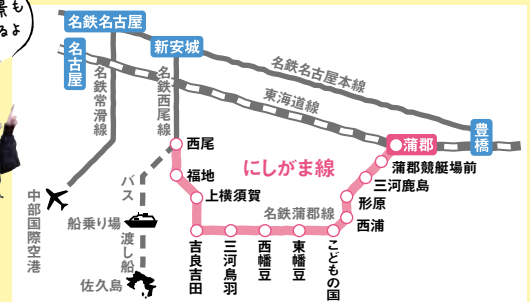 景も
るよ
名鉄名古屋
名古屋
新安城
名鉄名古屋本線
東海道線
名鉄常滑線
名鉄西尾線
豊橋
西尾
にしがま線
蒲郡
蒲郡競艇場前
三河鹿島
形原
西浦
福地
上横須賀
名鉄蒲郡線
バス
中部国際空港
船乗り場
渡し船
佐久島
吉良吉田
三河鳥羽
西幡豆
東幡豆
こどもの国